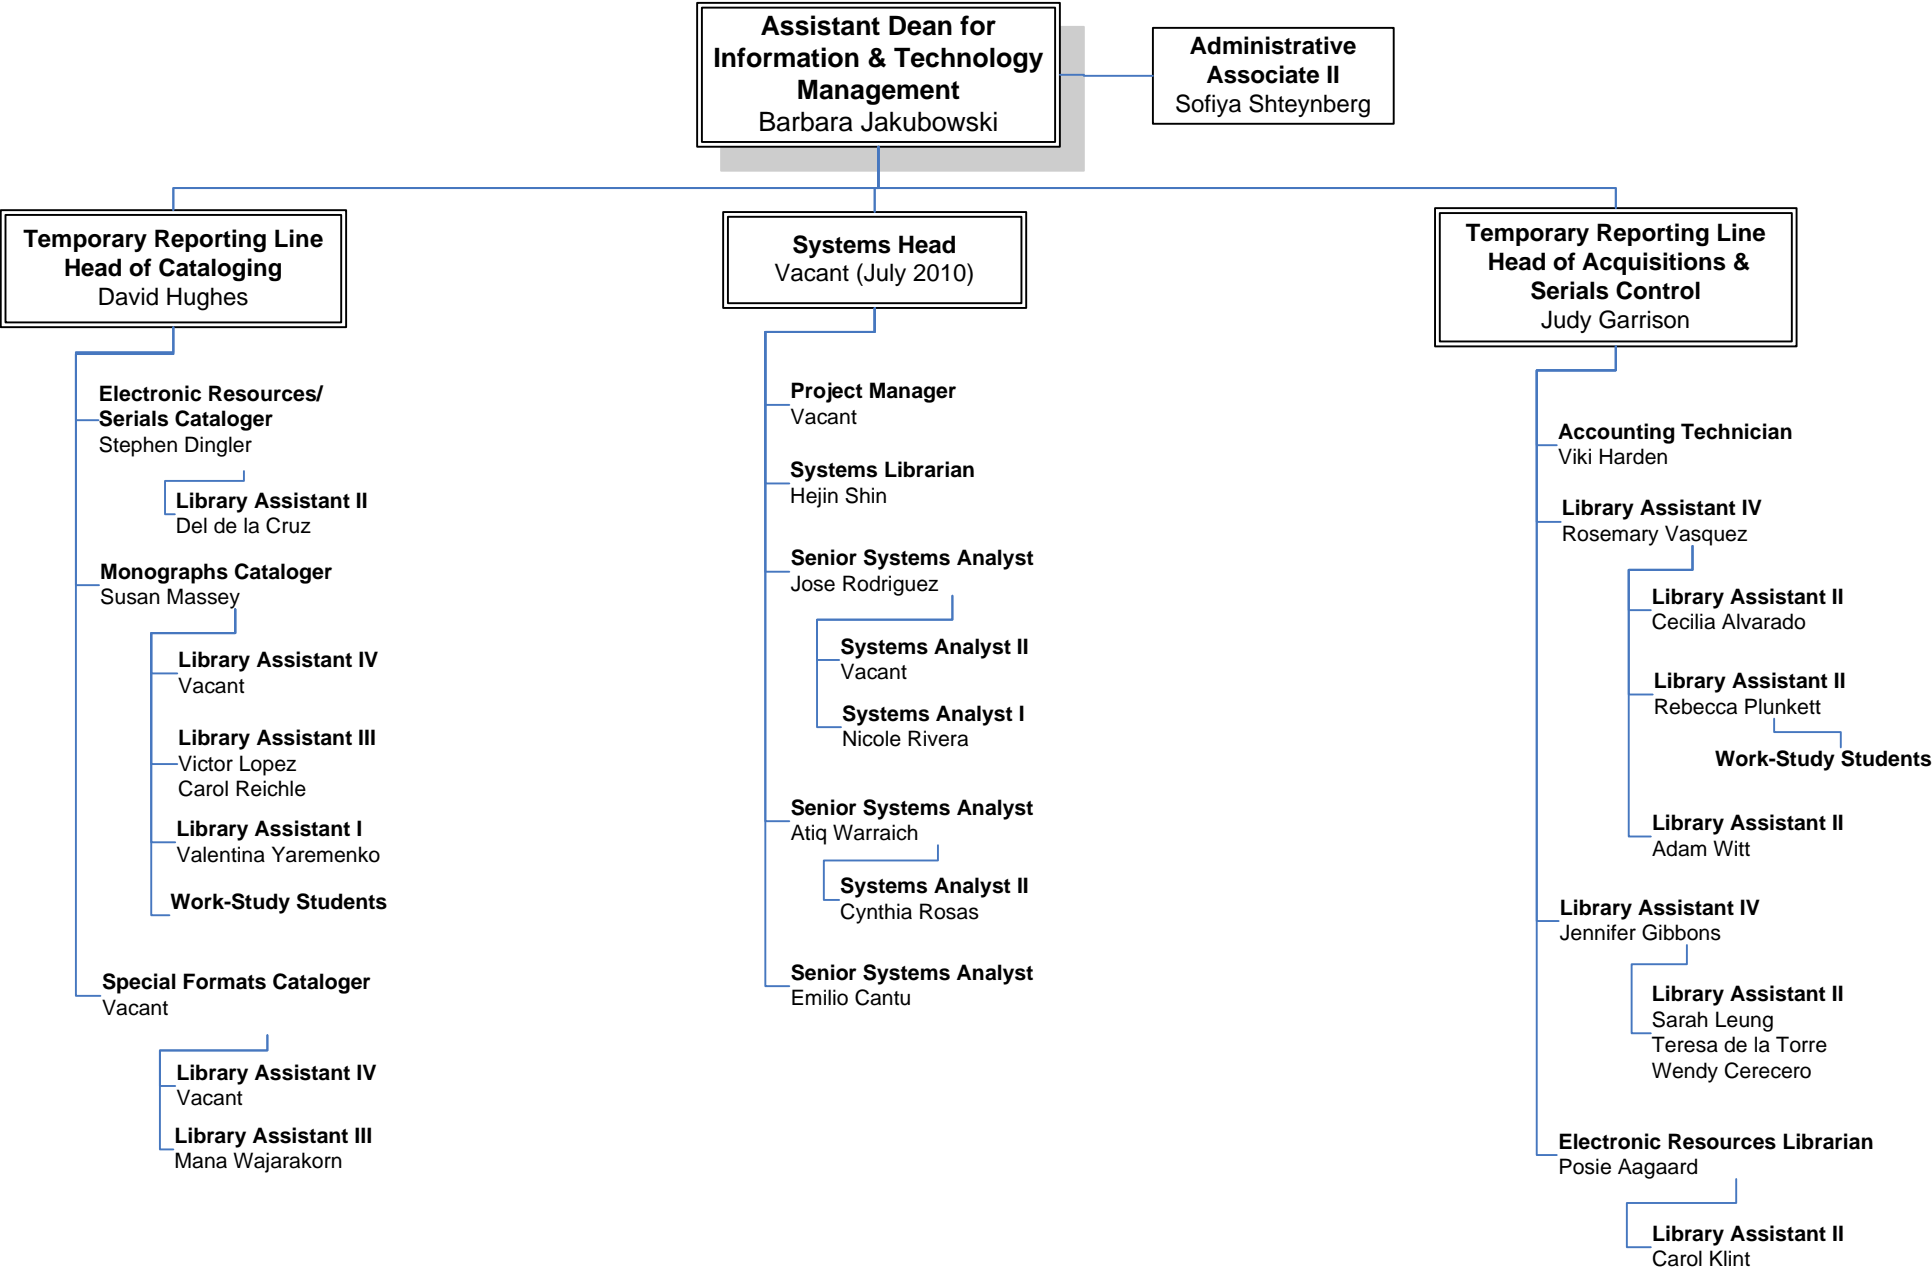 Assistant Dean for
Information & Technology
Management
Barbara Jakubowski
Administrative
Associate II
Sofiya Shteynberg
Temporary Reporting Line
Head of Cataloging
David Hughes
Electronic Resources/
Serials Cataloger
Stephen Dingler
Library Assistant II
Del de la Cruz
Monographs Cataloger
Susan Massey
Library Assistant IV
Vacant
Library Assistant III
Victor Lopez
Carol Reichle
Library Assistant I
Valentina Yaremenko
Work-Study Students
Special Formats Cataloger
Vacant
Library Assistant IV
Vacant
Library Assistant III
Mana Wajarakorn
Systems Head
Vacant (July 2010)
Project Manager
Vacant
Systems Librarian
Hejin Shin
Senior Systems Analyst
Jose Rodriguez
Systems Analyst II
Vacant
Systems Analyst I
Nicole Rivera
Senior Systems Analyst
Atiq Warraich
Systems Analyst II
Cynthia Rosas
Senior Systems Analyst
Emilio Cantu
Temporary Reporting Line
Head of Acquisitions &
Serials Control
Judy Garrison
Accounting Technician
Viki Harden
Library Assistant IV
Rosemary Vasquez
Library Assistant II
Cecilia Alvarado
Library Assistant II
Rebecca Plunkett
Work-Study Students
Library Assistant II
Adam Witt
Library Assistant IV
Jennifer Gibbons
Library Assistant II
Sarah Leung
Teresa de la Torre
Wendy Cerecero
Electronic Resources Librarian
Posie Aagaard
Library Assistant II
Carol Klint